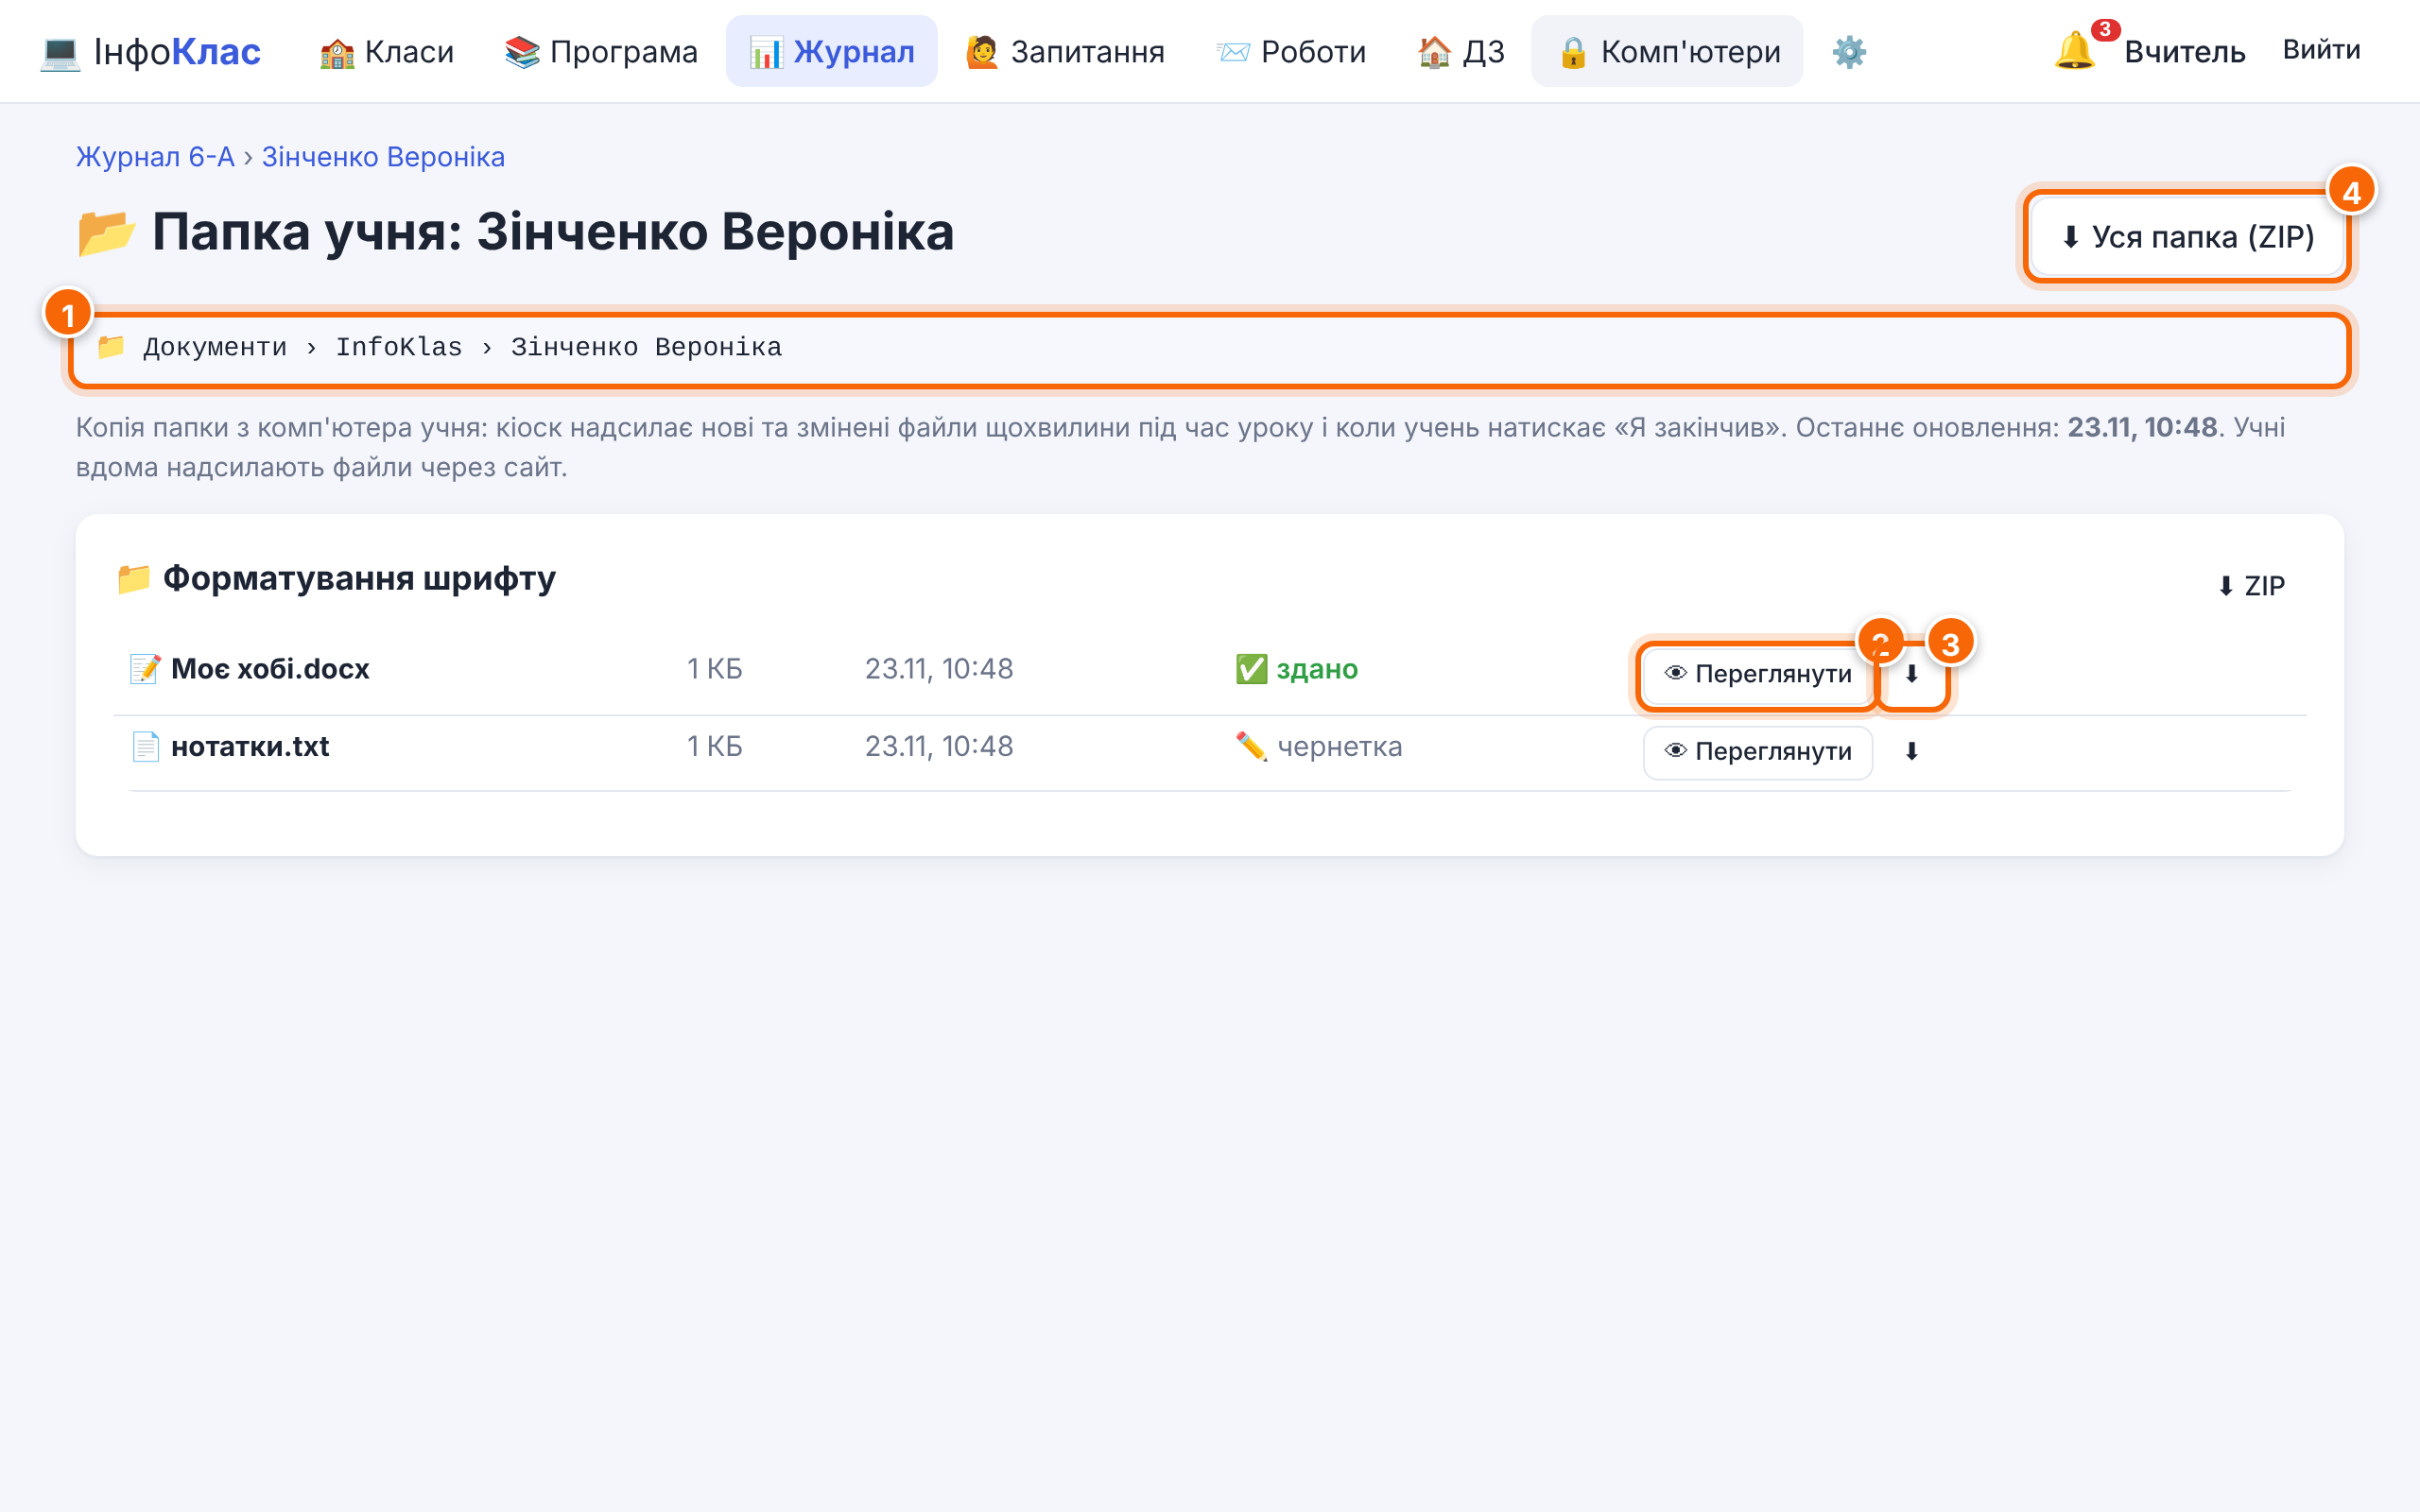 ІнфоКлас Класи Програма Журнал Запитання Роботи ДЗ Комп'ютери 3 Вчитель Вийти
Журнал 6-А › Зінченко Вероніка
Папка учня: Зінченко Вероніка
⬇ Уся папка (ZIP)
4
1
Документи › InfoKlas › Зінченко Вероніка
Копія папки з комп'ютера учня: кіоск надсилає нові та змінені файли щохвилини під час уроку і коли учень натискає «Я закінчив». Останнє оновлення: 23.11, 10:48. Учні
вдома надсилають файли через сайт.
Форматування шрифту
⬇ ZIP
2 3
Моє хобі.docx 1 КБ 23.11, 10:48 ✅ здано Переглянути ⬇
нотатки.txt 1 КБ 23.11, 10:48 чернетка Переглянути ⬇